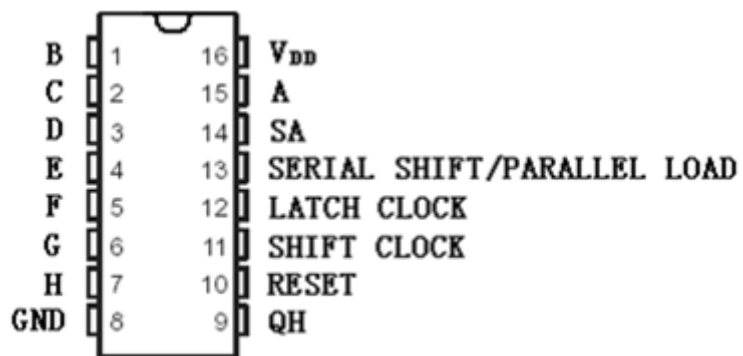 B 1 16 VDD
C 2 15 A
D 3 14 SA
E 4 13 SERIAL SHIFT/PARALLEL LOAD
F 5 12 LATCH CLOCK
G 6 11 SHIFT CLOCK
H 7 10 RESET
GND 8 9 QH